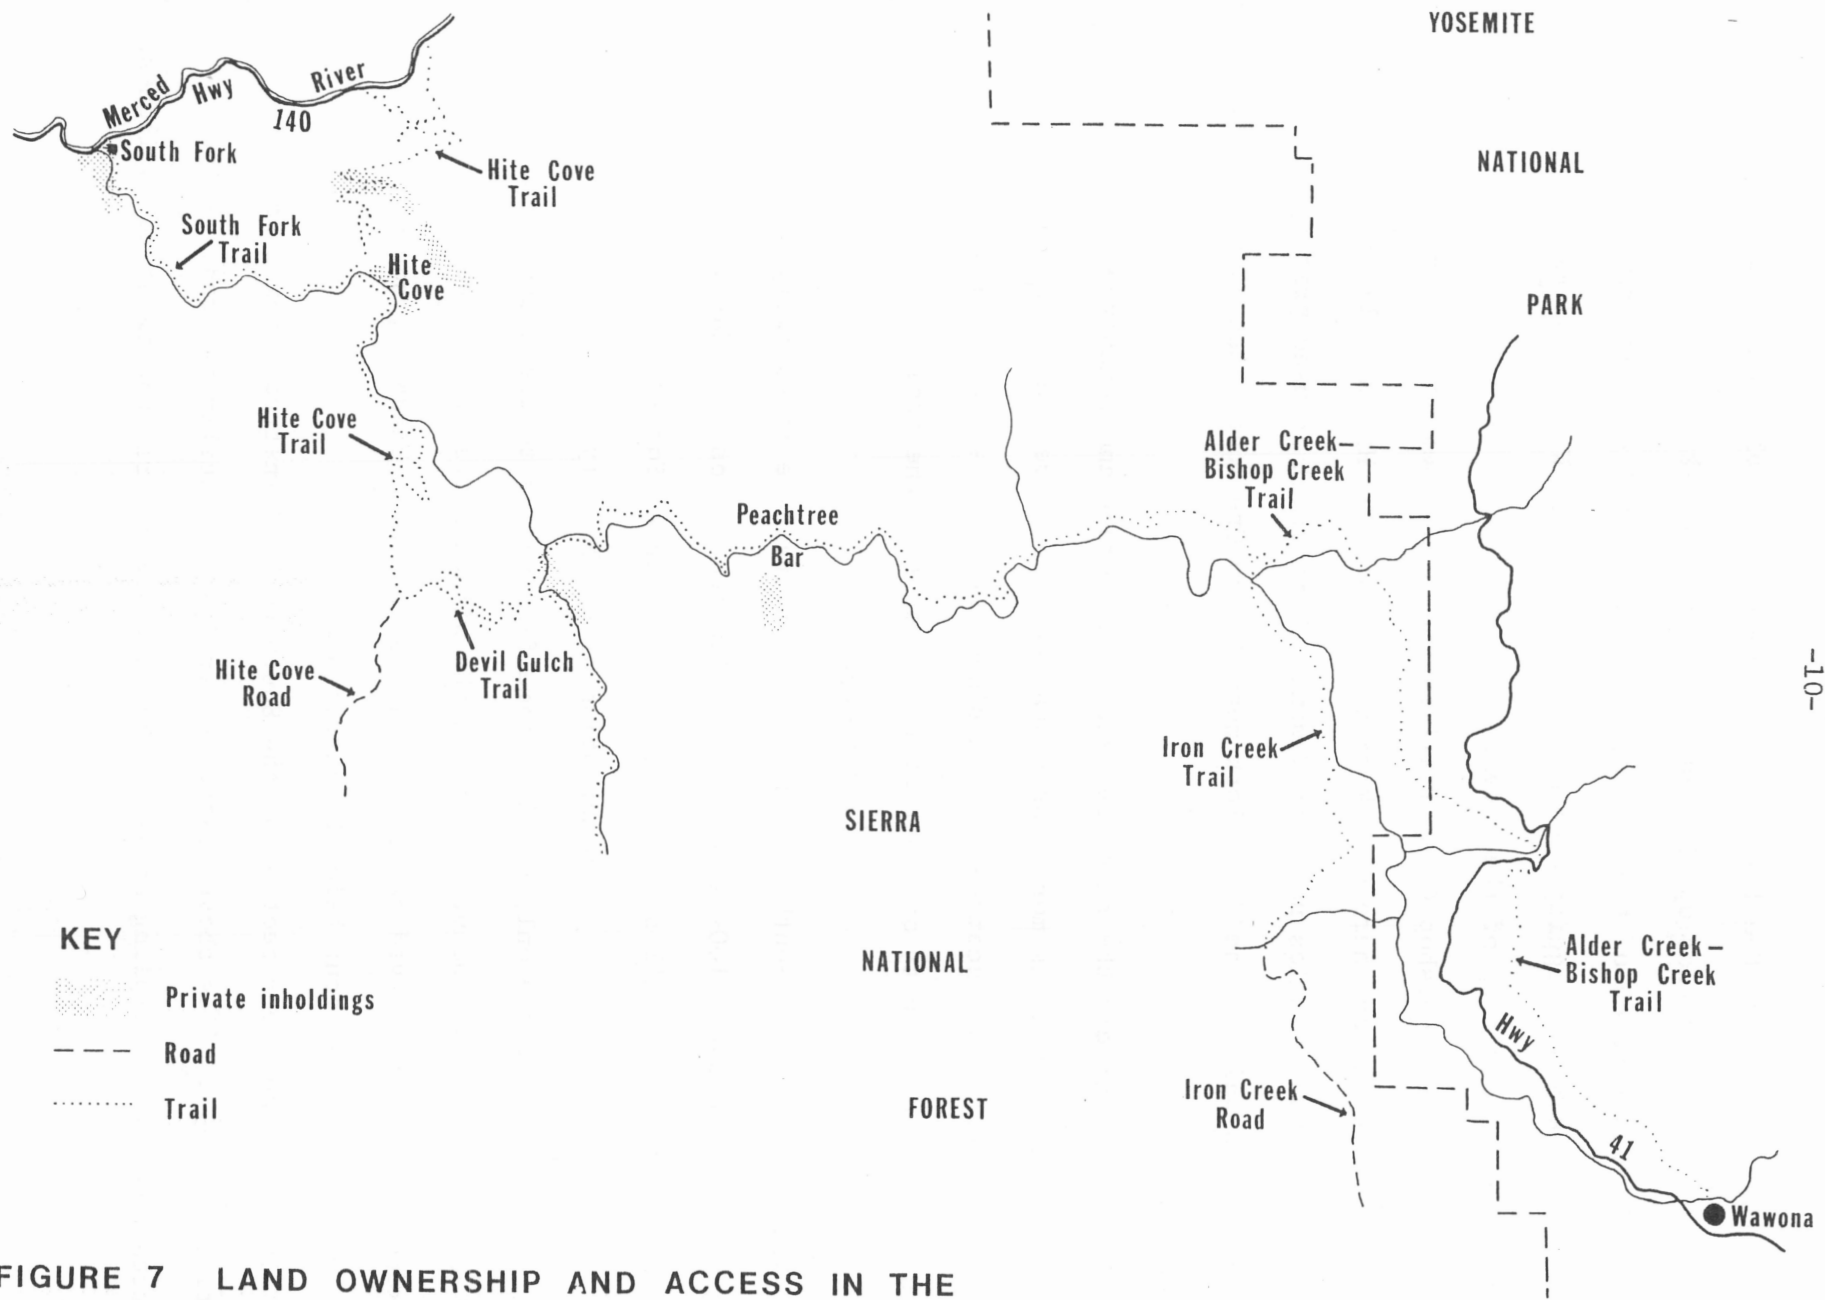 YOSEMITE
NATIONAL
PARK
Merced
River
Hwy
140
South Fork
Hite Cove
Trail
South Fork
Trail
Hite
Cove
Hite Cove
Trail
Alder Creek–
Bishop Creek
Trail
Peachtree
Bar
Hite Cove
Road
Devil Gulch
Trail
-10-
Iron Creek
Trail
SIERRA
NATIONAL
FOREST
KEY
Private inholdings
Road
Trail
Alder Creek–
Bishop Creek
Trail
Hwy
41
Iron Creek
Road
Wawona
FIGURE 7 LAND OWNERSHIP AND ACCESS IN THE